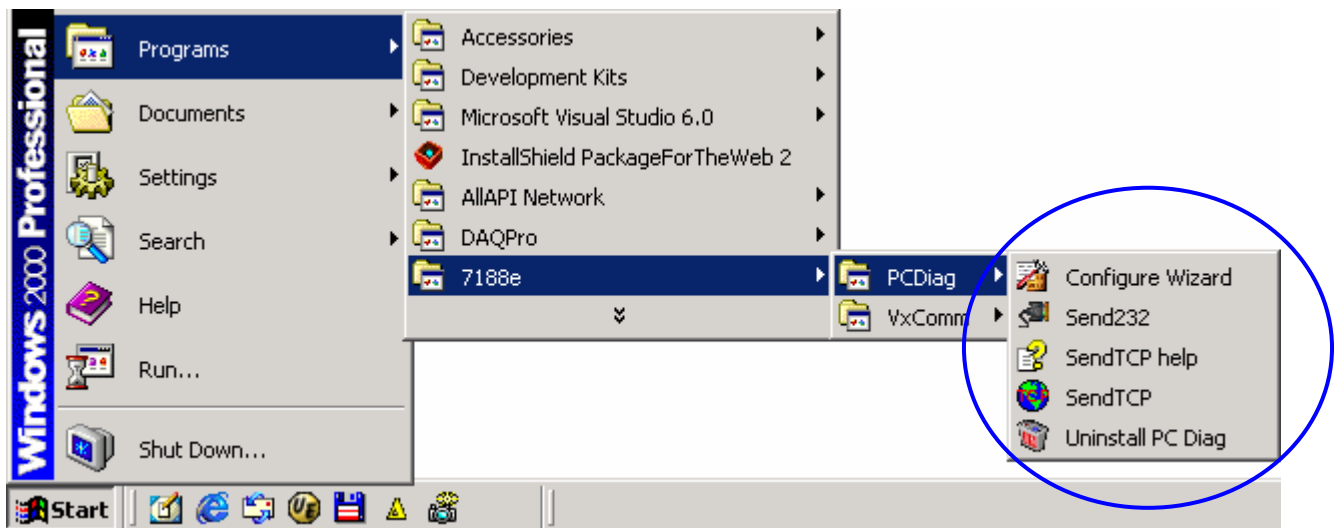 Windows 2000 Professional
Programs
Documents
Settings
Search
Help
Run...
Shut Down...
Accessories
Development Kits
Microsoft Visual Studio 6.0
InstallShield PackageForTheWeb 2
AllAPI Network
DAQPro
7188e
PCDiag
VxComm
Configure Wizard
Send232
SendTCP help
SendTCP
Uninstall PC Diag
Start